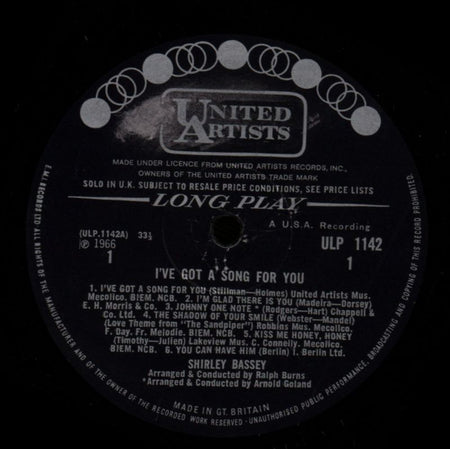 UNITED
ARTISTS
MADE UNDER LICENCE FROM UNITED ARTISTS RECORDS, INC.,
OWNERS OF THE UNITED ARTISTS TRADE MARK
SOLD IN U.K. SUBJECT TO RESALE PRICE CONDITIONS, SEE PRICE LISTS
LONG PLAY
A U.S.A. Recording
(ULP.1142A) 33⅓
ULP 1142
℗ 1966
1
1
I'VE GOT A SONG FOR YOU
1. I'VE GOT A SONG FOR YOU (Stillman—Holmes) United Artists Mus.
Mecolico. BIEM. NCB. 2. I'M GLAD THERE IS YOU (Madeira—Dorsey)
E. H. Morris & Co. 3. JOHNNY ONE NOTE * (Rodgers—Hart) Chappell &
Co. Ltd. 4. THE SHADOW OF YOUR SMILE (Webster—Mandel)
(Love Theme from "The Sandpiper") Robbins Mus. Mecolico,
F. Day. Fr. Melodie. BIEM. NCB. 5. KISS ME HONEY, HONEY
(Timothy—Julien) Lakeview Mus. C. Connelly. Mecolico.
BIEM. NCB. 6. YOU CAN HAVE HIM (Berlin) I. Berlin Ltd.
SHIRLEY BASSEY
Arranged & Conducted by Ralph Burns
*Arranged & Conducted by Arnold Goland
MADE IN GT. BRITAIN
E.M.I. RECORDS LTD ALL RIGHTS OF THE MANUFACTURER AND OF THE OWNER OF THE RECORDED WORK RESERVED—UNAUTHORISED PUBLIC PERFORMANCE, BROADCASTING AND COPYING OF THIS RECORD PROHIBITED.